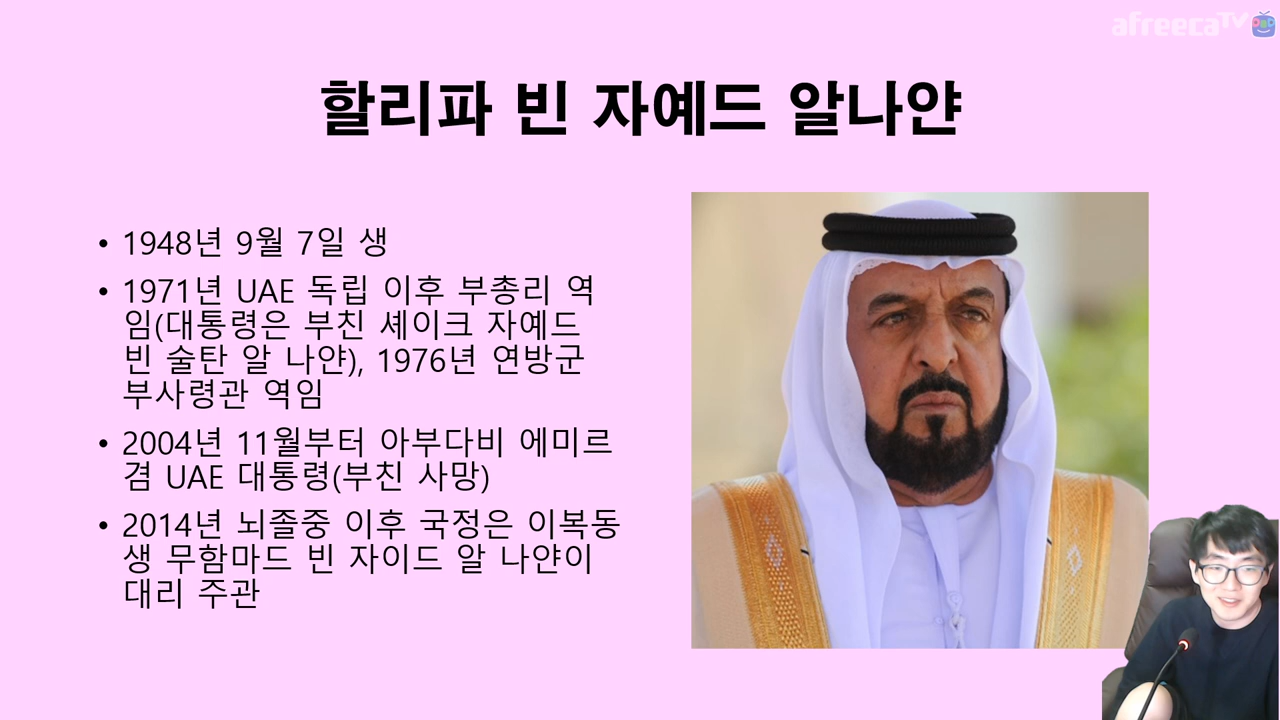 afreecaTV
할리파 빈 자예드 알나얀
• 1948년 9월 7일 생
• 1971년 UAE 독립 이후 부총리 역
임(대통령은 부친 셰이크 자예드
빈 술탄 알 나얀), 1976년 연방군
부사령관 역임
• 2004년 11월부터 아부다비 에미르
겸 UAE 대통령(부친 사망)
• 2014년 뇌졸중 이후 국정은 이복동
생 무함마드 빈 자이드 알 나얀이
대리 주관